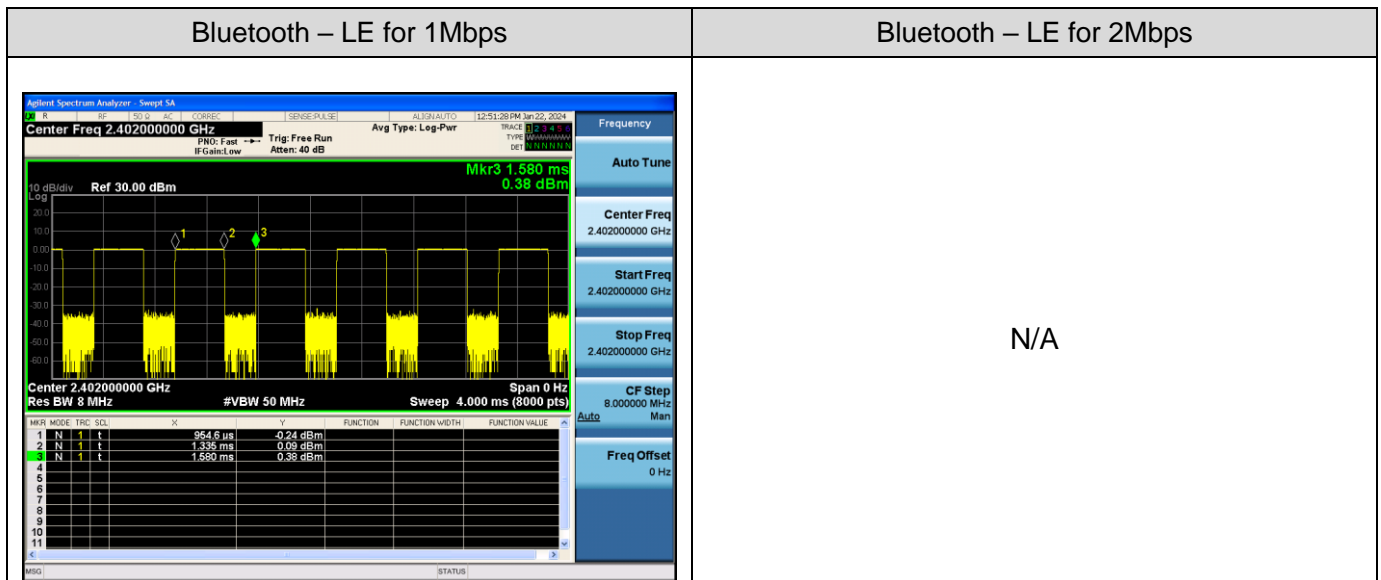 Bluetooth – LE for 1Mbps
Bluetooth – LE for 2Mbps
Agilent Spectrum Analyzer - Swept SA
R RF 50 Ω AC CORREC SENSE:PULSE ALIGNAUTO 12:51:28 PM Jan 22, 2024
Center Freq 2.402000000 GHz
PNO: Fast
IFGain:Low
Trig: Free Run
Atten: 40 dB
Avg Type: Log-Pwr
TRACE 1 2 3 4 5 6
TYPE
DET N N N N N N
Mkr3 1.580 ms
0.38 dBm
10 dB/div Ref 30.00 dBm
Log
20.0
10.0
0.00
-10.0
-20.0
-30.0
-40.0
-50.0
-60.0
1
2
3
Center 2.402000000 GHz Span 0 Hz
Res BW 8 MHz #VBW 50 MHz Sweep 4.000 ms (8000 pts)
MKR MODE TRC SCL X Y FUNCTION FUNCTION WIDTH FUNCTION VALUE
1 N 1 t 954.6 µs -0.24 dBm
2 N 1 t 1.335 ms 0.09 dBm
3 N 1 t 1.580 ms 0.38 dBm
4
5
6
7
8
9
10
11
MSG STATUS
Frequency
Auto Tune
Center Freq
2.402000000 GHz
Start Freq
2.402000000 GHz
Stop Freq
2.402000000 GHz
CF Step
8.000000 MHz
Auto Man
Freq Offset
0 Hz
N/A